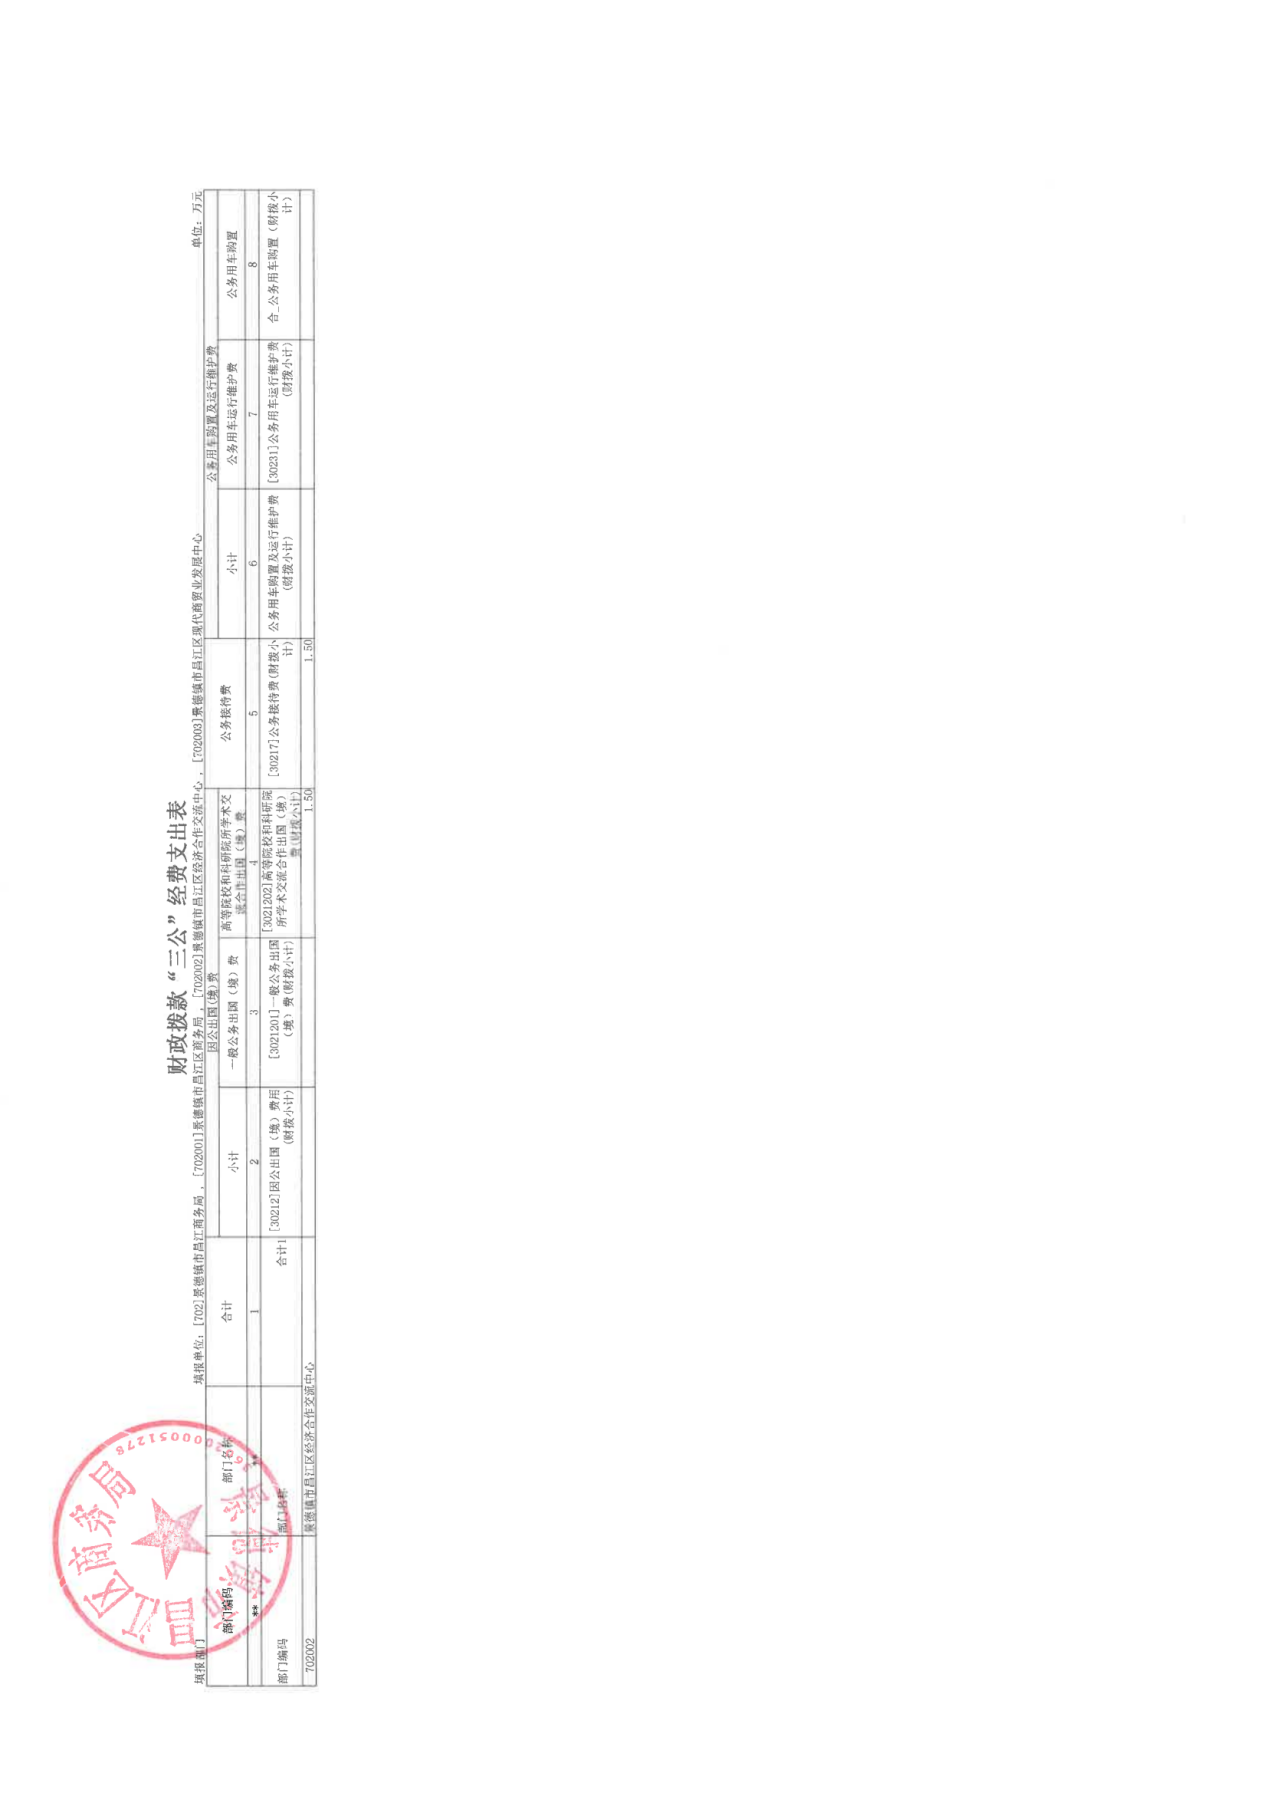 财政拨款“三公”经费支出表
填报部门
填报单位：[702]景德镇市昌江商务局，[702001]景德镇市昌江区商务局，[702002]景德镇市昌江区经济合作交流中心，[702003]景德镇市昌江区现代商贸业发展中心
单位：万元
部门编码 部门名称 合计 因公出国(境)费 公务接待费 公务用车购置及运行维护费
小计 一般公务出国（境）费 高等院校和科研院所学术交流合作出国（境）费 小计 公务用车运行维护费 公务用车购置
** ** 1 2 3 4 5 6 7 8
部门编码 部门名称 合计1 [30212]因公出国（境）费用(财拨小计) [3021201]一般公务出国（境）费(财拨小计) [3021202]高等院校和科研院所学术交流合作出国（境）费(财拨小计) [30217]公务接待费(财拨小计) 公务用车购置及运行维护费(财拨小计) [30231]公务用车运行维护费(财拨小计) 合_公务用车购置（财拨小计）
702002 景德镇市昌江区经济合作交流中心 1.50 1.50
景德镇市昌江区商务局